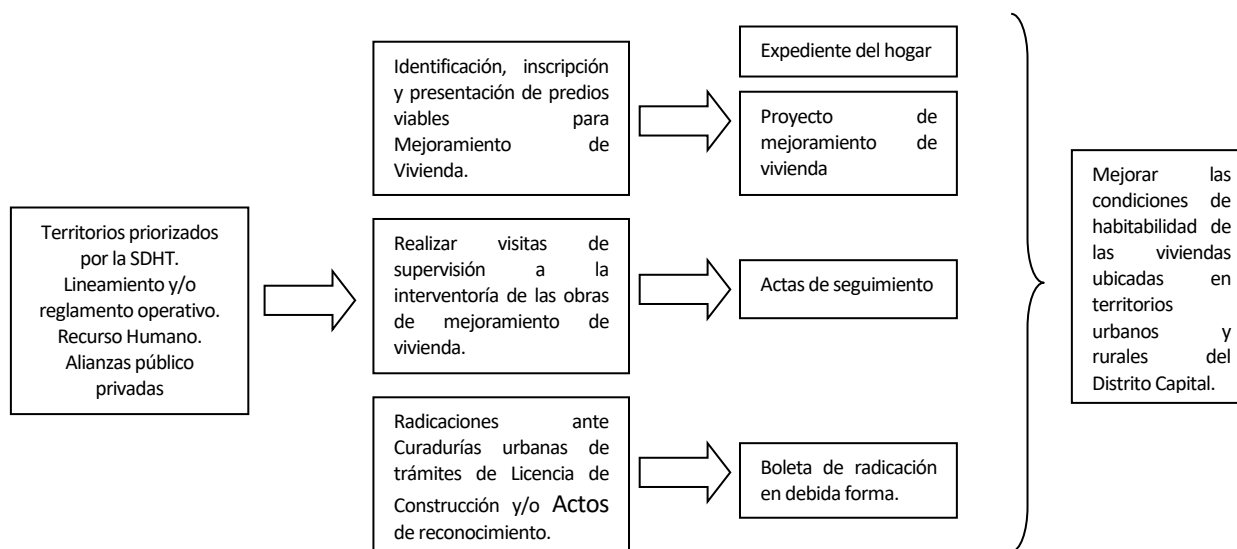 Territorios priorizados
por la SDHT.
Lineamiento y/o
reglamento operativo.
Recurso Humano.
Alianzas público
privadas
Identificación, inscripción
y presentación de predios
viables para
Mejoramiento de
Vivienda.
Expediente del hogar
Proyecto de
mejoramiento de
vivienda
Realizar visitas de
supervisión a la
interventoría de las obras
de mejoramiento de
vivienda.
Actas de seguimiento
Radicaciones ante
Curadurías urbanas de
trámites de Licencia de
Construcción y/o Actos
de reconocimiento.
Boleta de radicación
en debida forma.
Mejorar las
condiciones de
habitabilidad de
las viviendas
ubicadas en
territorios
urbanos y
rurales del
Distrito Capital.